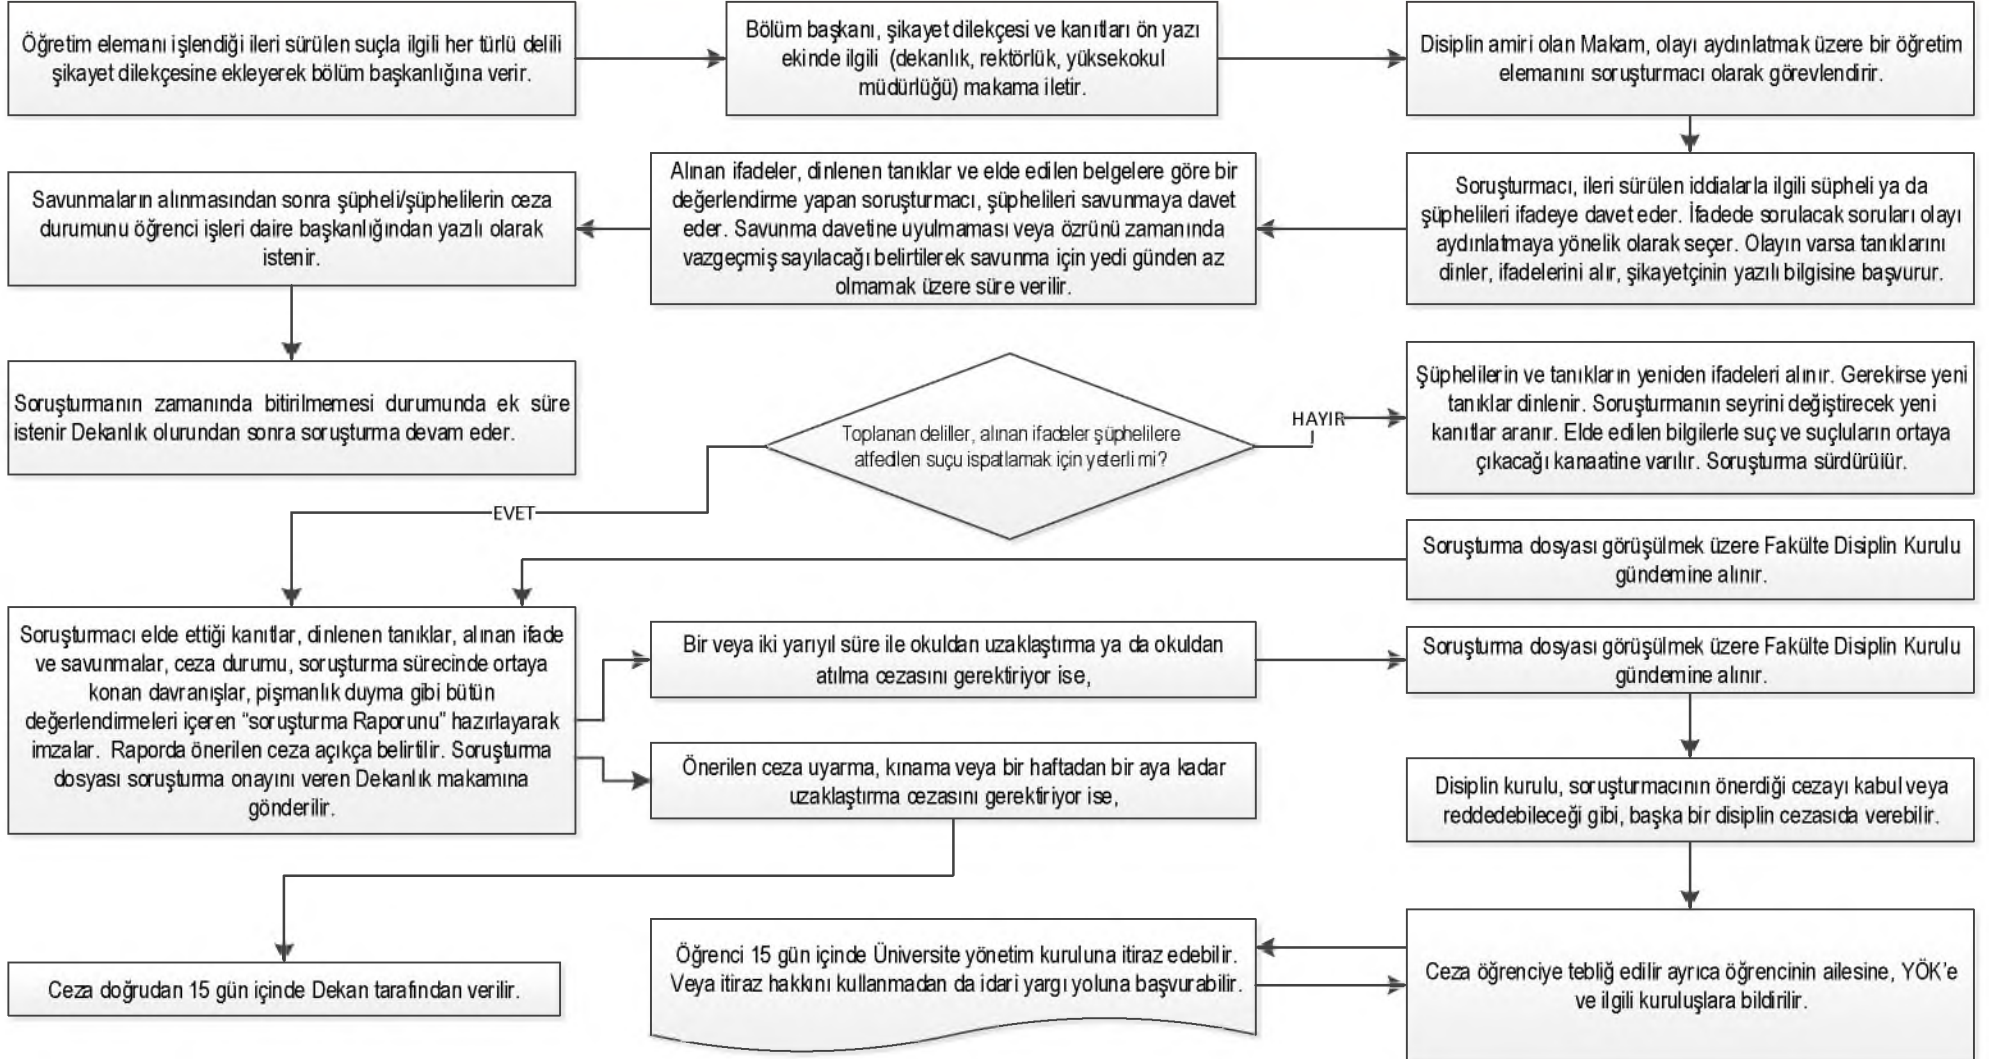 Öğretim elemanı işlendiği ileri sürülen suçla ilgili her türlü delili
şikayet dilekçesine ekleyerek bölüm başkanlığına verir.
Bölüm başkanı, şikayet dilekçesi ve kanıtları ön yazı
ekinde ilgili (dekanlık, rektörlük, yüksekokul
müdürlüğü) makama iletir.
Disiplin amiri olan Makam, olayı aydınlatmak üzere bir öğretim
elemanını soruşturmacı olarak görevlendirir.
Soruşturmacı, ileri sürülen iddialarla ilgili süpheli ya da
şüphelileri ifadeye davet eder. İfadede sorulacak soruları olayı
aydınlatmaya yönelik olarak seçer. Olayın varsa tanıklarını
dinler, ifadelerini alır, şikayetçinin yazılı bilgisine başvurur.
Alınan ifadeler, dinlenen tanıklar ve elde edilen belgelere göre bir
değerlendirme yapan soruşturmacı, şüphelileri savunmaya davet
eder. Savunma davetine uyulmaması veya özrünü zamanında
vazgeçmiş sayılacağı belirtilerek savunma için yedi günden az
olmamak üzere süre verilir.
Savunmaların alınmasından sonra şüpheli/şüphelilerin ceza
durumunu öğrenci işleri daire başkanlığından yazılı olarak
istenir.
Soruşturmanın zamanında bitirilmemesi durumunda ek süre
istenir Dekanlık olurundan sonra soruşturma devam eder.
Toplanan deliller, alınan ifadeler şüphelilere
atfedilen suçu ispatlamak için yeterli mi?
HAYIR
Şüphelilerin ve tanıkların yeniden ifadeleri alınır. Gerekirse yeni
tanıklar dinlenir. Soruşturmanın seyrini değiştirecek yeni
kanıtlar aranır. Elde edilen bilgilerle suç ve suçluların ortaya
çıkacağı kanaatine varılır. Soruşturma sürdürülür.
EVET
Soruşturma dosyası görüşülmek üzere Fakülte Disiplin Kurulu
gündemine alınır.
Soruşturmacı elde ettiği kanıtlar, dinlenen tanıklar, alınan ifade
ve savunmalar, ceza durumu, soruşturma sürecinde ortaya
konan davranışlar, pişmanlık duyma gibi bütün
değerlendirmeleri içeren “soruşturma Raporunu” hazırlayarak
imzalar. Raporda önerilen ceza açıkça belirtilir. Soruşturma
dosyası soruşturma onayını veren Dekanlık makamına
gönderilir.
Bir veya iki yarıyıl süre ile okuldan uzaklaştırma ya da okuldan
atılma cezasını gerektiriyor ise,
Soruşturma dosyası görüşülmek üzere Fakülte Disiplin Kurulu
gündemine alınır.
Önerilen ceza uyarma, kınama veya bir haftadan bir aya kadar
uzaklaştırma cezasını gerektiriyor ise,
Disiplin kurulu, soruşturmacının önerdiği cezayı kabul veya
reddedebileceği gibi, başka bir disiplin cezasıda verebilir.
Ceza doğrudan 15 gün içinde Dekan tarafından verilir.
Öğrenci 15 gün içinde Üniversite yönetim kuruluna itiraz edebilir.
Veya itiraz hakkını kullanmadan da idari yargı yoluna başvurabilir.
Ceza öğrenciye tebliğ edilir ayrıca öğrencinin ailesine, YÖK’e
ve ilgili kuruluşlara bildirilir.